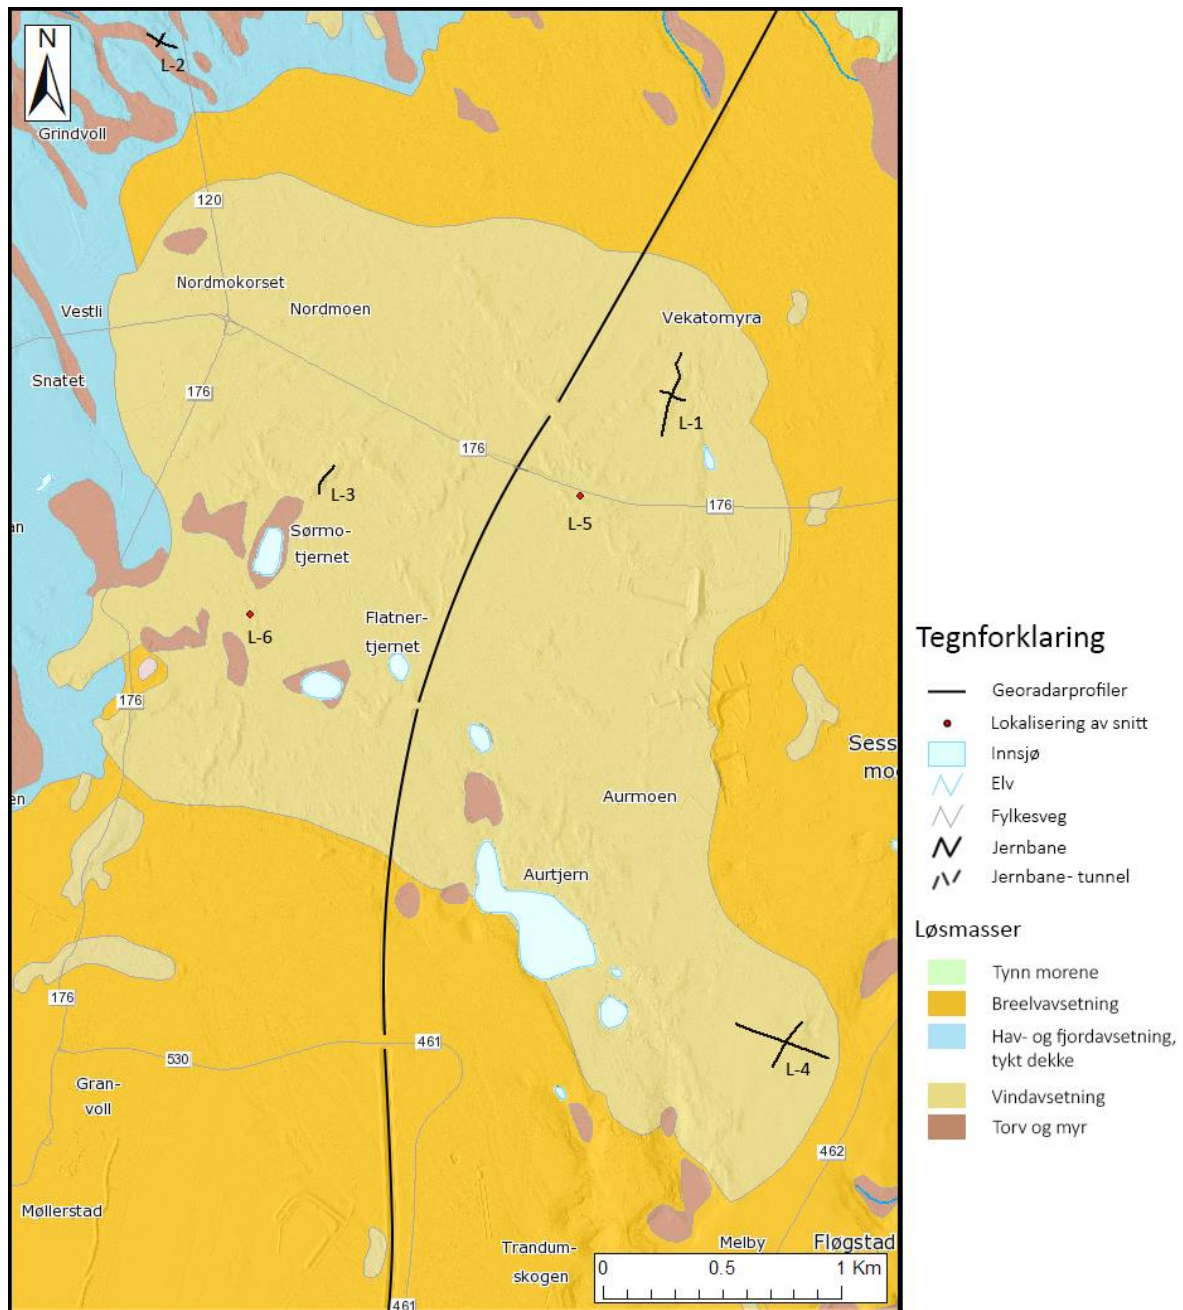 N
L-2
Grindvoll
120
Nordmokorset
Nordmoen
Vestli
Vekatomyra
Snatet
176
L-1
176
L-3
176
L-5
an
Sørmo-
tjernet
Flatner-
tjernet
L-6
176
Sess
mo
en
Aurmoen
Aurtjern
176
461
530
L-4
Gran-
voll
462
Møllerstad
Melby
Fløgstad
Trandum-
skogen
0 0.5 1 Km
461
Tegnforklaring
Georadarprofiler
Lokalisering av snitt
Innsjø
Elv
Fylkesveg
Jernbane
Jernbane- tunnel
Løsmasser
Tynn morene
Breelvavsetning
Hav- og fjordavsetning,
tykt dekke
Vindavsetning
Torv og myr